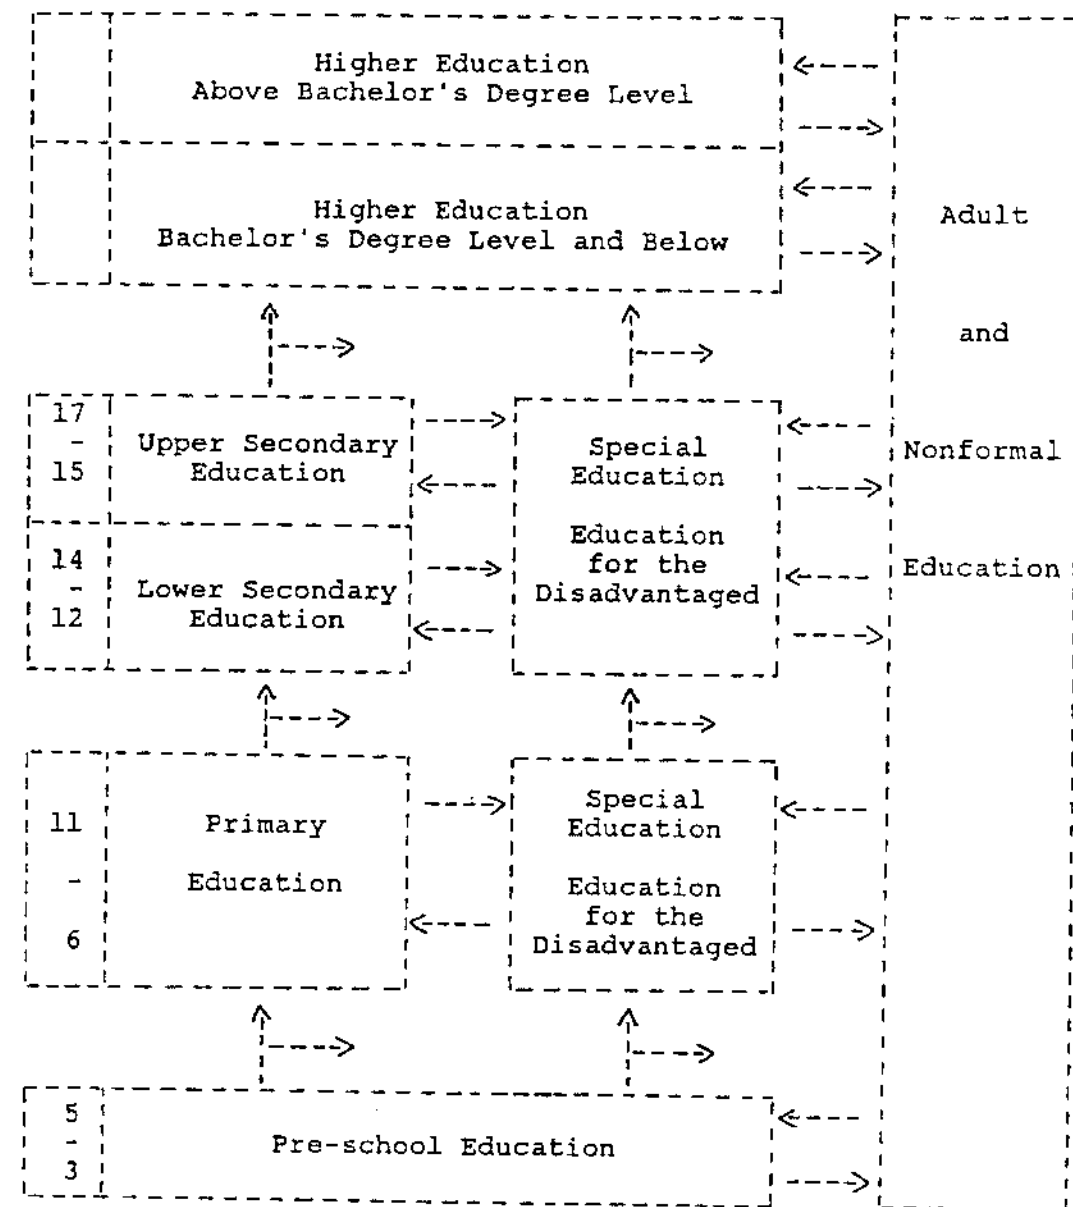 Higher Education
Above Bachelor's Degree Level
Higher Education
Bachelor's Degree Level and Below
17
-
15
Upper Secondary
Education
14
-
12
Lower Secondary
Education
Special
Education
Education
for the
Disadvantaged
11
-
6
Primary
Education
Special
Education
Education
for the
Disadvantaged
5
-
3
Pre-school Education
Adult
and
Nonformal
Education